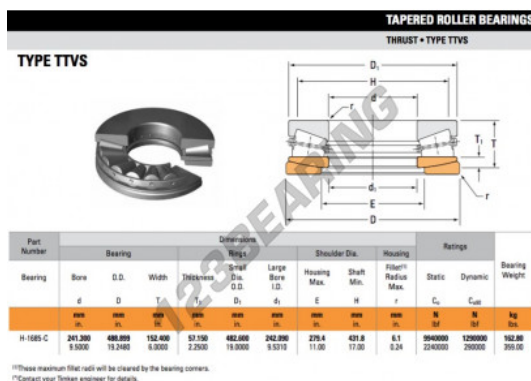 TAPERED ROLLER BEARINGS
THRUST • TYPE TTVS
TYPE TTVS
D₁
H
d
r
T₁
T
d₁
r
E
D
123BEARING
Part Number Dimensions Ratings Bearing Weight
Bearing Rings Shoulder Dia. Housing
Bearing Bore O.D. Width Thickness Small Dia. O.D. Large Bore I.D. Housing Max. Shaft Min. Fillet⁽¹⁾ Radius Max. Static Dynamic
d D T T₁ D₁ d₁ E H r C₀ Cₐ₉₀
mm mm mm mm mm mm mm mm mm N N kg
in. in. in. in. in. in. in. in. in. lbf lbf lbs.
H-1685-C 241.300 488.899 152.400 57.150 482.600 242.090 279.4 431.8 6.1 9940000 1290000 162.80
9.5000 19.2480 6.0000 2.2500 19.0000 9.5310 11.00 17.00 0.24 2240000 290000 359.00
These maximum fillet radii will be cleared by the bearing corners.
Contact your Timken engineer for details.